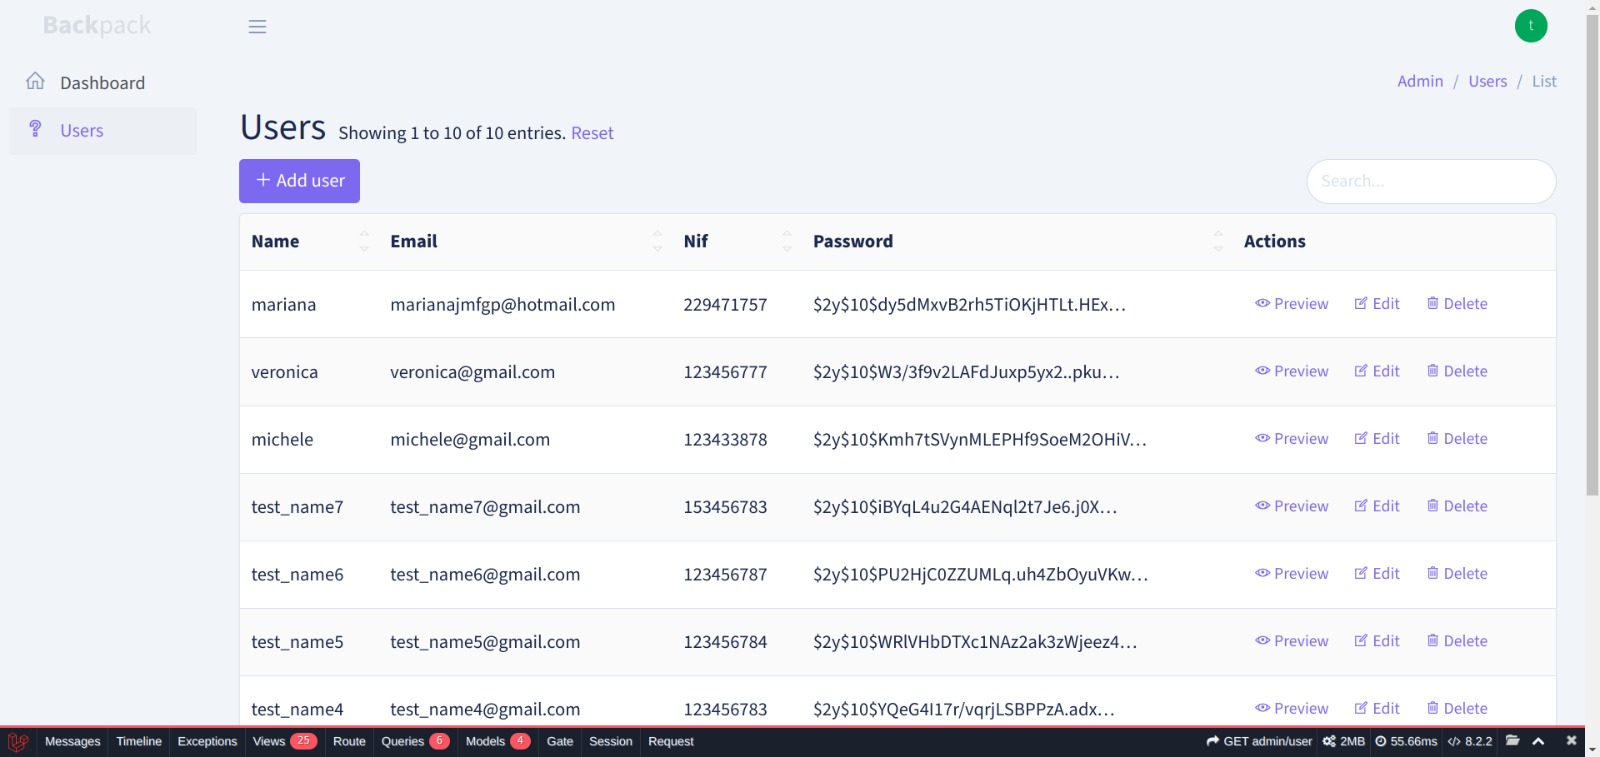 Backpack
Dashboard
Users
Admin / Users / List
Users Showing 1 to 10 of 10 entries. Reset
+ Add user
Search...
Name Email Nif Password Actions
mariana marianajmfgp@hotmail.com 229471757 $2y$10$dy5dMxvB2rh5TiOKjHTLt.HEx... Preview Edit Delete
veronica veronica@gmail.com 123456777 $2y$10$W3/3f9v2LAFdJuxp5yx2..pku... Preview Edit Delete
michele michele@gmail.com 123433878 $2y$10$Kmh7tSVynMLEPHf9SoeM2OHiV... Preview Edit Delete
test_name7 test_name7@gmail.com 153456783 $2y$10$iBYqL4u2G4AENql2t7Je6.j0X... Preview Edit Delete
test_name6 test_name6@gmail.com 123456787 $2y$10$PU2HjC0ZZUMLq.uh4ZbOyuVKw... Preview Edit Delete
test_name5 test_name5@gmail.com 123456784 $2y$10$WRlVHbDTXc1NAz2ak3zWjeez4... Preview Edit Delete
test_name4 test_name4@gmail.com 123456783 $2y$10$YQeG4I17r/vqrjLSBPPzA.adx... Preview Edit Delete
Messages Timeline Exceptions Views 25 Route Queries 6 Models 4 Gate Session Request GET admin/user 2MB 55.66ms </> 8.2.2
t